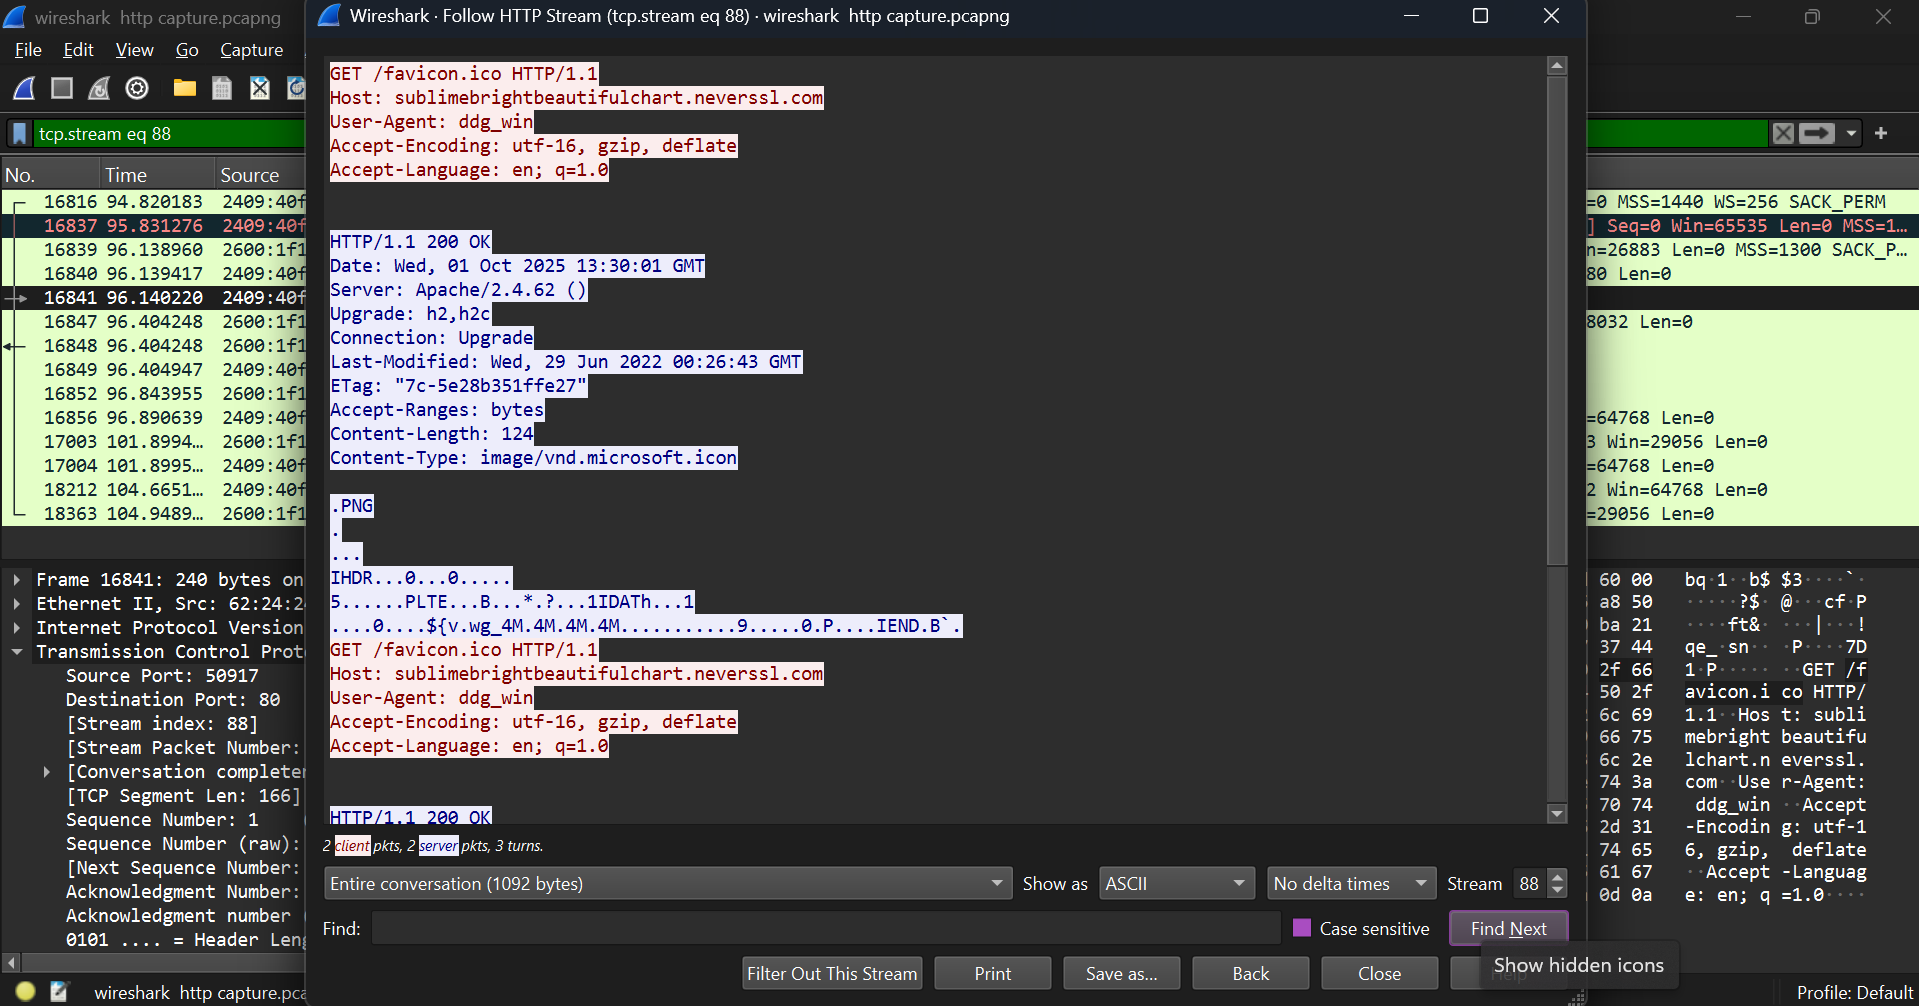 wireshark http capture.pcapng
Wireshark · Follow HTTP Stream (tcp.stream eq 88) · wireshark http capture.pcapng
File Edit View Go Capture
tcp.stream eq 88
No. Time Source
16816 94.820183 2409:40f =0 MSS=1440 WS=256 SACK_PERM
16837 95.831276 2409:40f ] Seq=0 Win=65535 Len=0 MSS=1…
16839 96.138960 2600:1f1 n=26883 Len=0 MSS=1300 SACK_P…
16840 96.139417 2409:40f 80 Len=0
16841 96.140220 2409:40f
16847 96.404248 2600:1f1 8032 Len=0
16848 96.404248 2600:1f1
16849 96.404947 2409:40f
16852 96.843955 2600:1f1
16856 96.890639 2409:40f =64768 Len=0
17003 101.8994… 2600:1f1 3 Win=29056 Len=0
17004 101.8995… 2409:40f =64768 Len=0
18212 104.6651… 2409:40f 2 Win=64768 Len=0
18363 104.9489… 2600:1f1 =29056 Len=0
GET /favicon.ico HTTP/1.1
Host: sublimebrightbeautifulchart.neverssl.com
User-Agent: ddg_win
Accept-Encoding: utf-16, gzip, deflate
Accept-Language: en; q=1.0
HTTP/1.1 200 OK
Date: Wed, 01 Oct 2025 13:30:01 GMT
Server: Apache/2.4.62 ()
Upgrade: h2,h2c
Connection: Upgrade
Last-Modified: Wed, 29 Jun 2022 00:26:43 GMT
ETag: "7c-5e28b351ffe27"
Accept-Ranges: bytes
Content-Length: 124
Content-Type: image/vnd.microsoft.icon
.PNG
.
...
IHDR...0...0.....
5......PLTE...B...*.?...1IDATh...1
....0....${v.wg_4M.4M.4M.4M...........9.....0.P....IEND.B`.
GET /favicon.ico HTTP/1.1
Host: sublimebrightbeautifulchart.neverssl.com
User-Agent: ddg_win
Accept-Encoding: utf-16, gzip, deflate
Accept-Language: en; q=1.0
HTTP/1.1 200 OK
2 client pkts, 2 server pkts, 3 turns.
Entire conversation (1092 bytes) Show as ASCII No delta times Stream 88
Find: Case sensitive Find Next
Filter Out This Stream Print Save as... Back Close Help
Show hidden icons
Frame 16841: 240 bytes on
Ethernet II, Src: 62:24:2
Internet Protocol Version
Transmission Control Prot
Source Port: 50917
Destination Port: 80
[Stream index: 88]
[Stream Packet Number:
[Conversation completen
[TCP Segment Len: 166]
Sequence Number: 1
Sequence Number (raw):
[Next Sequence Number:
Acknowledgment Number:
Acknowledgment number
0101 .... = Header Leng
60 00 bq·1··b$ $3····`·
a8 50 ·····?$· @···cf·P
ba 21 ····ft&· ···|···!
37 44 qe_·sn·· ·P····7D
2f 66 1·P····· ··GET /f
50 2f avicon.i co HTTP/
6c 69 1.1··Hos t: subli
66 75 mebright beautifu
6c 2e lchart.n everssl.
74 3a com··Use r-Agent:
70 74 ddg_win ··Accept
2d 31 -Encodin g: utf-1
74 65 6, gzip, deflate
61 67 ··Accept -Languag
0d 0a e: en; q =1.0····
wireshark http capture.pca
Profile: Default